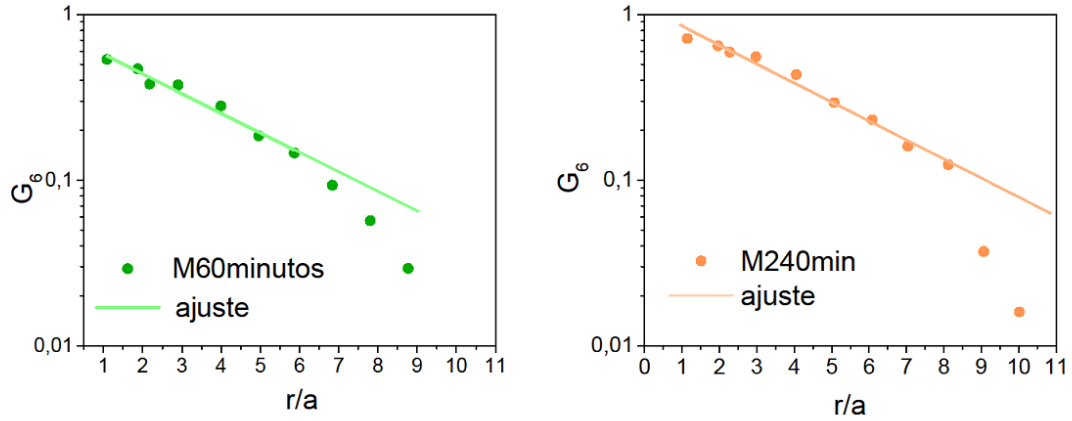 1
0,1
0,01
G6
M60minutos
ajuste
1 2 3 4 5 6 7 8 9 10 11
r/a
1
0,1
0,01
G6
M240min
ajuste
0 1 2 3 4 5 6 7 8 9 10 11
r/a